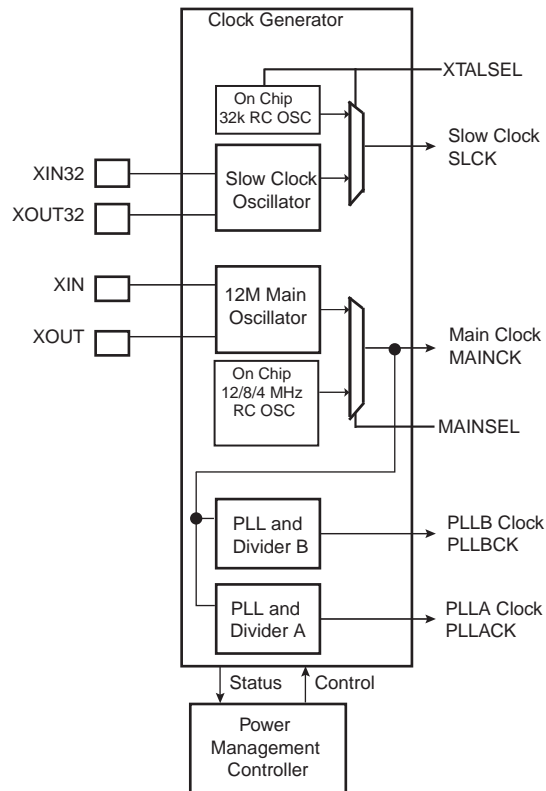 Clock Generator
XTALSEL
On Chip
32k RC OSC
Slow Clock
SLCK
XIN32
Slow Clock
Oscillator
XOUT32
XIN
12M Main
Oscillator
XOUT
Main Clock
MAINCK
On Chip
12/8/4 MHz
RC OSC
MAINSEL
PLL and
Divider B
PLLB Clock
PLLBCK
PLL and
Divider A
PLLA Clock
PLLACK
Status
Control
Power
Management
Controller